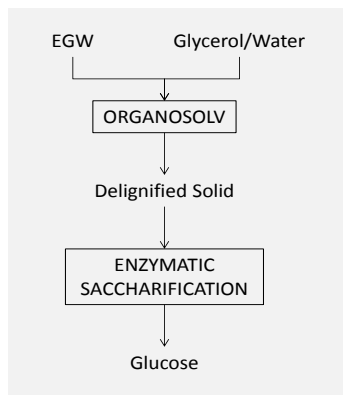 EGW
Glycerol/Water
ORGANOSOLV
Delignified Solid
ENZYMATIC
SACCHARIFICATION
Glucose